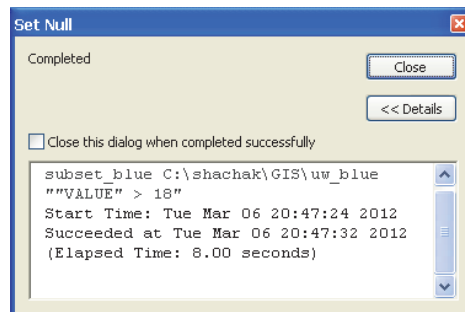 Set Null
Completed
Close
<< Details
Close this dialog when completed successfully
subset_blue C:\shachak\GIS\uw_blue
""VALUE" > 18"
Start Time: Tue Mar 06 20:47:24 2012
Succeeded at Tue Mar 06 20:47:32 2012
(Elapsed Time: 8.00 seconds)